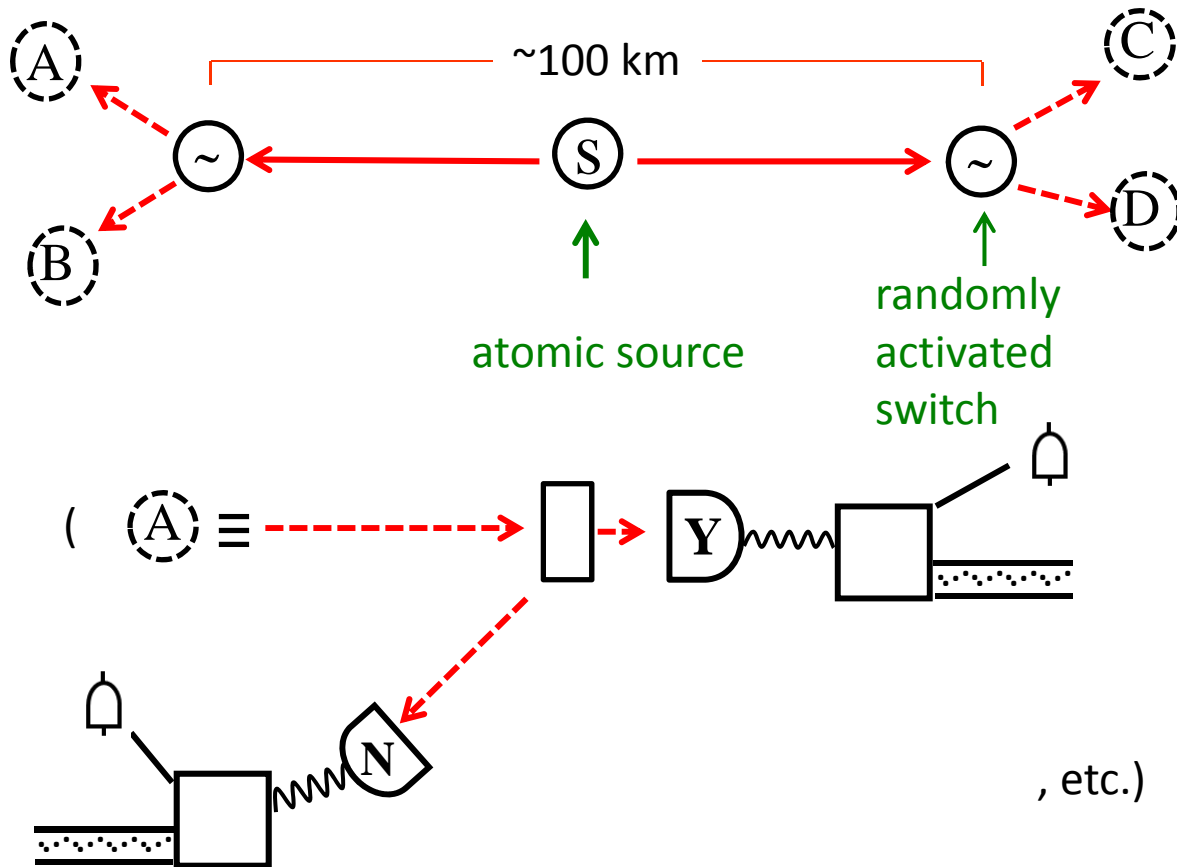 A
~100 km
C
~
S
~
B
D
atomic source
randomly
activated
switch
( A ≡
Y
N
, etc.)